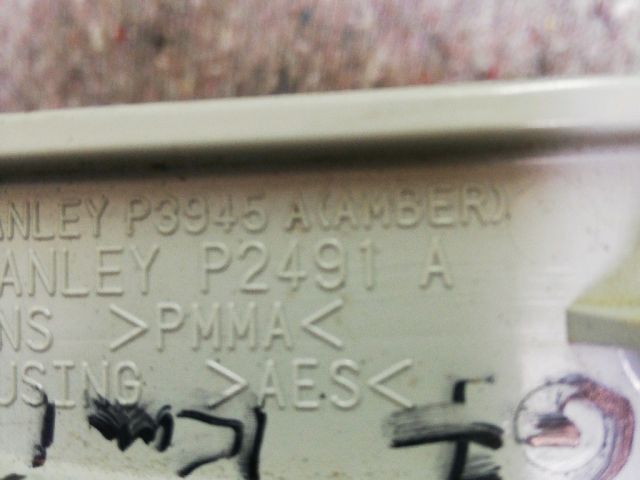 ANLEY P3945 A(AMBER)
ANLEY P2491 A
NS >PMMA<
USING >AES<